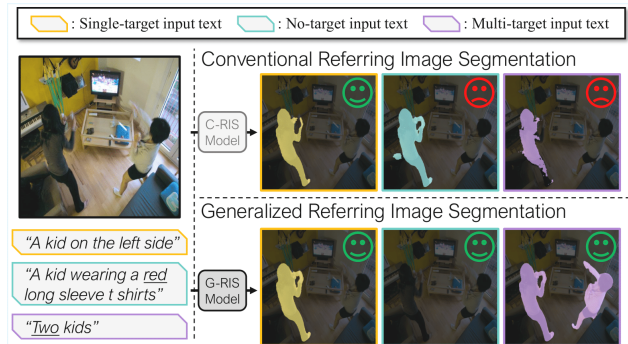 : Single-target input text : No-target input text : Multi-target input text
Conventional Referring Image Segmentation
C-RIS
Model
Generalized Referring Image Segmentation
"A kid on the left side"
"A kid wearing a red
long sleeve t shirts"
"Two kids"
G-RIS
Model